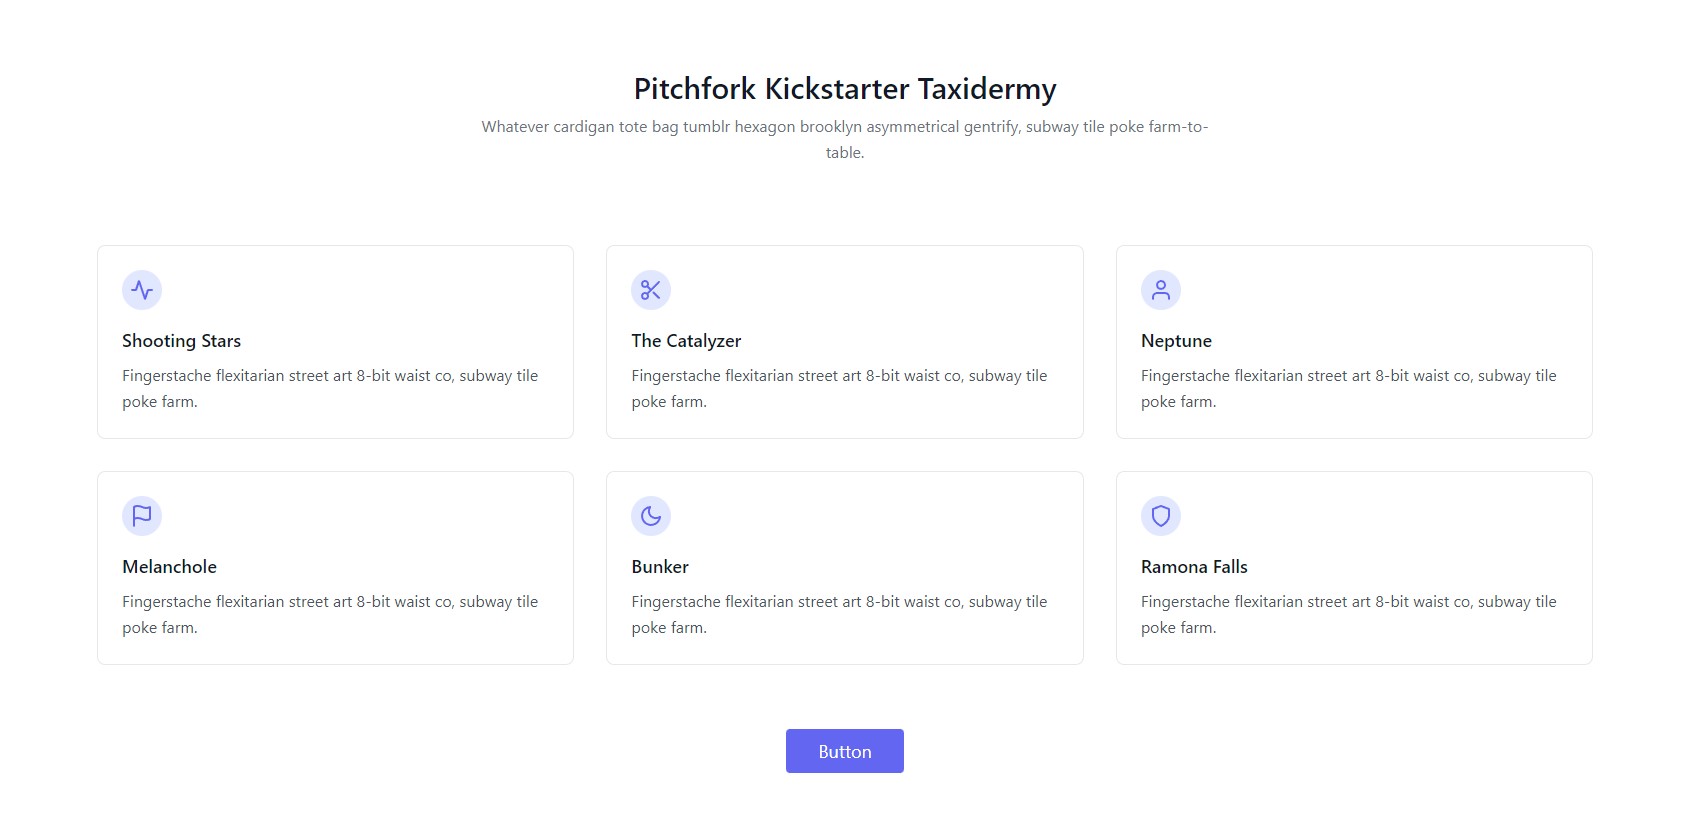 Pitchfork Kickstarter Taxidermy
Whatever cardigan tote bag tumblr hexagon brooklyn asymmetrical gentrify, subway tile poke farm-to-
table.
Shooting Stars
Fingerstache flexitarian street art 8-bit waist co, subway tile
poke farm.
The Catalyzer
Fingerstache flexitarian street art 8-bit waist co, subway tile
poke farm.
Neptune
Fingerstache flexitarian street art 8-bit waist co, subway tile
poke farm.
Melanchole
Fingerstache flexitarian street art 8-bit waist co, subway tile
poke farm.
Bunker
Fingerstache flexitarian street art 8-bit waist co, subway tile
poke farm.
Ramona Falls
Fingerstache flexitarian street art 8-bit waist co, subway tile
poke farm.
Button